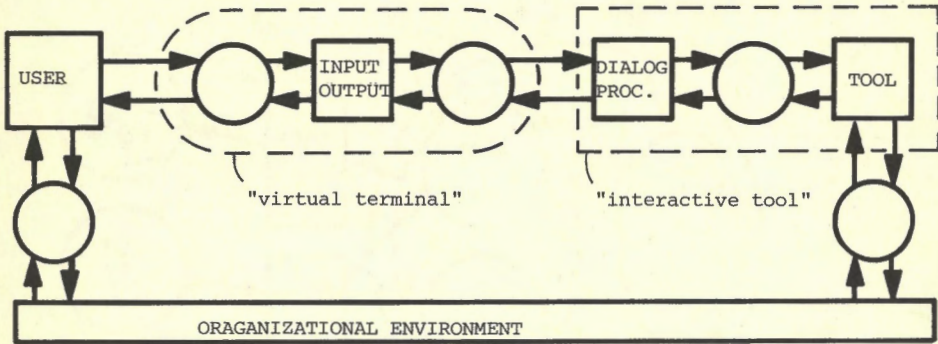 USER
INPUT
OUTPUT
DIALOG
PROC.
TOOL
"virtual terminal"
"interactive tool"
ORAGANIZATIONAL ENVIRONMENT